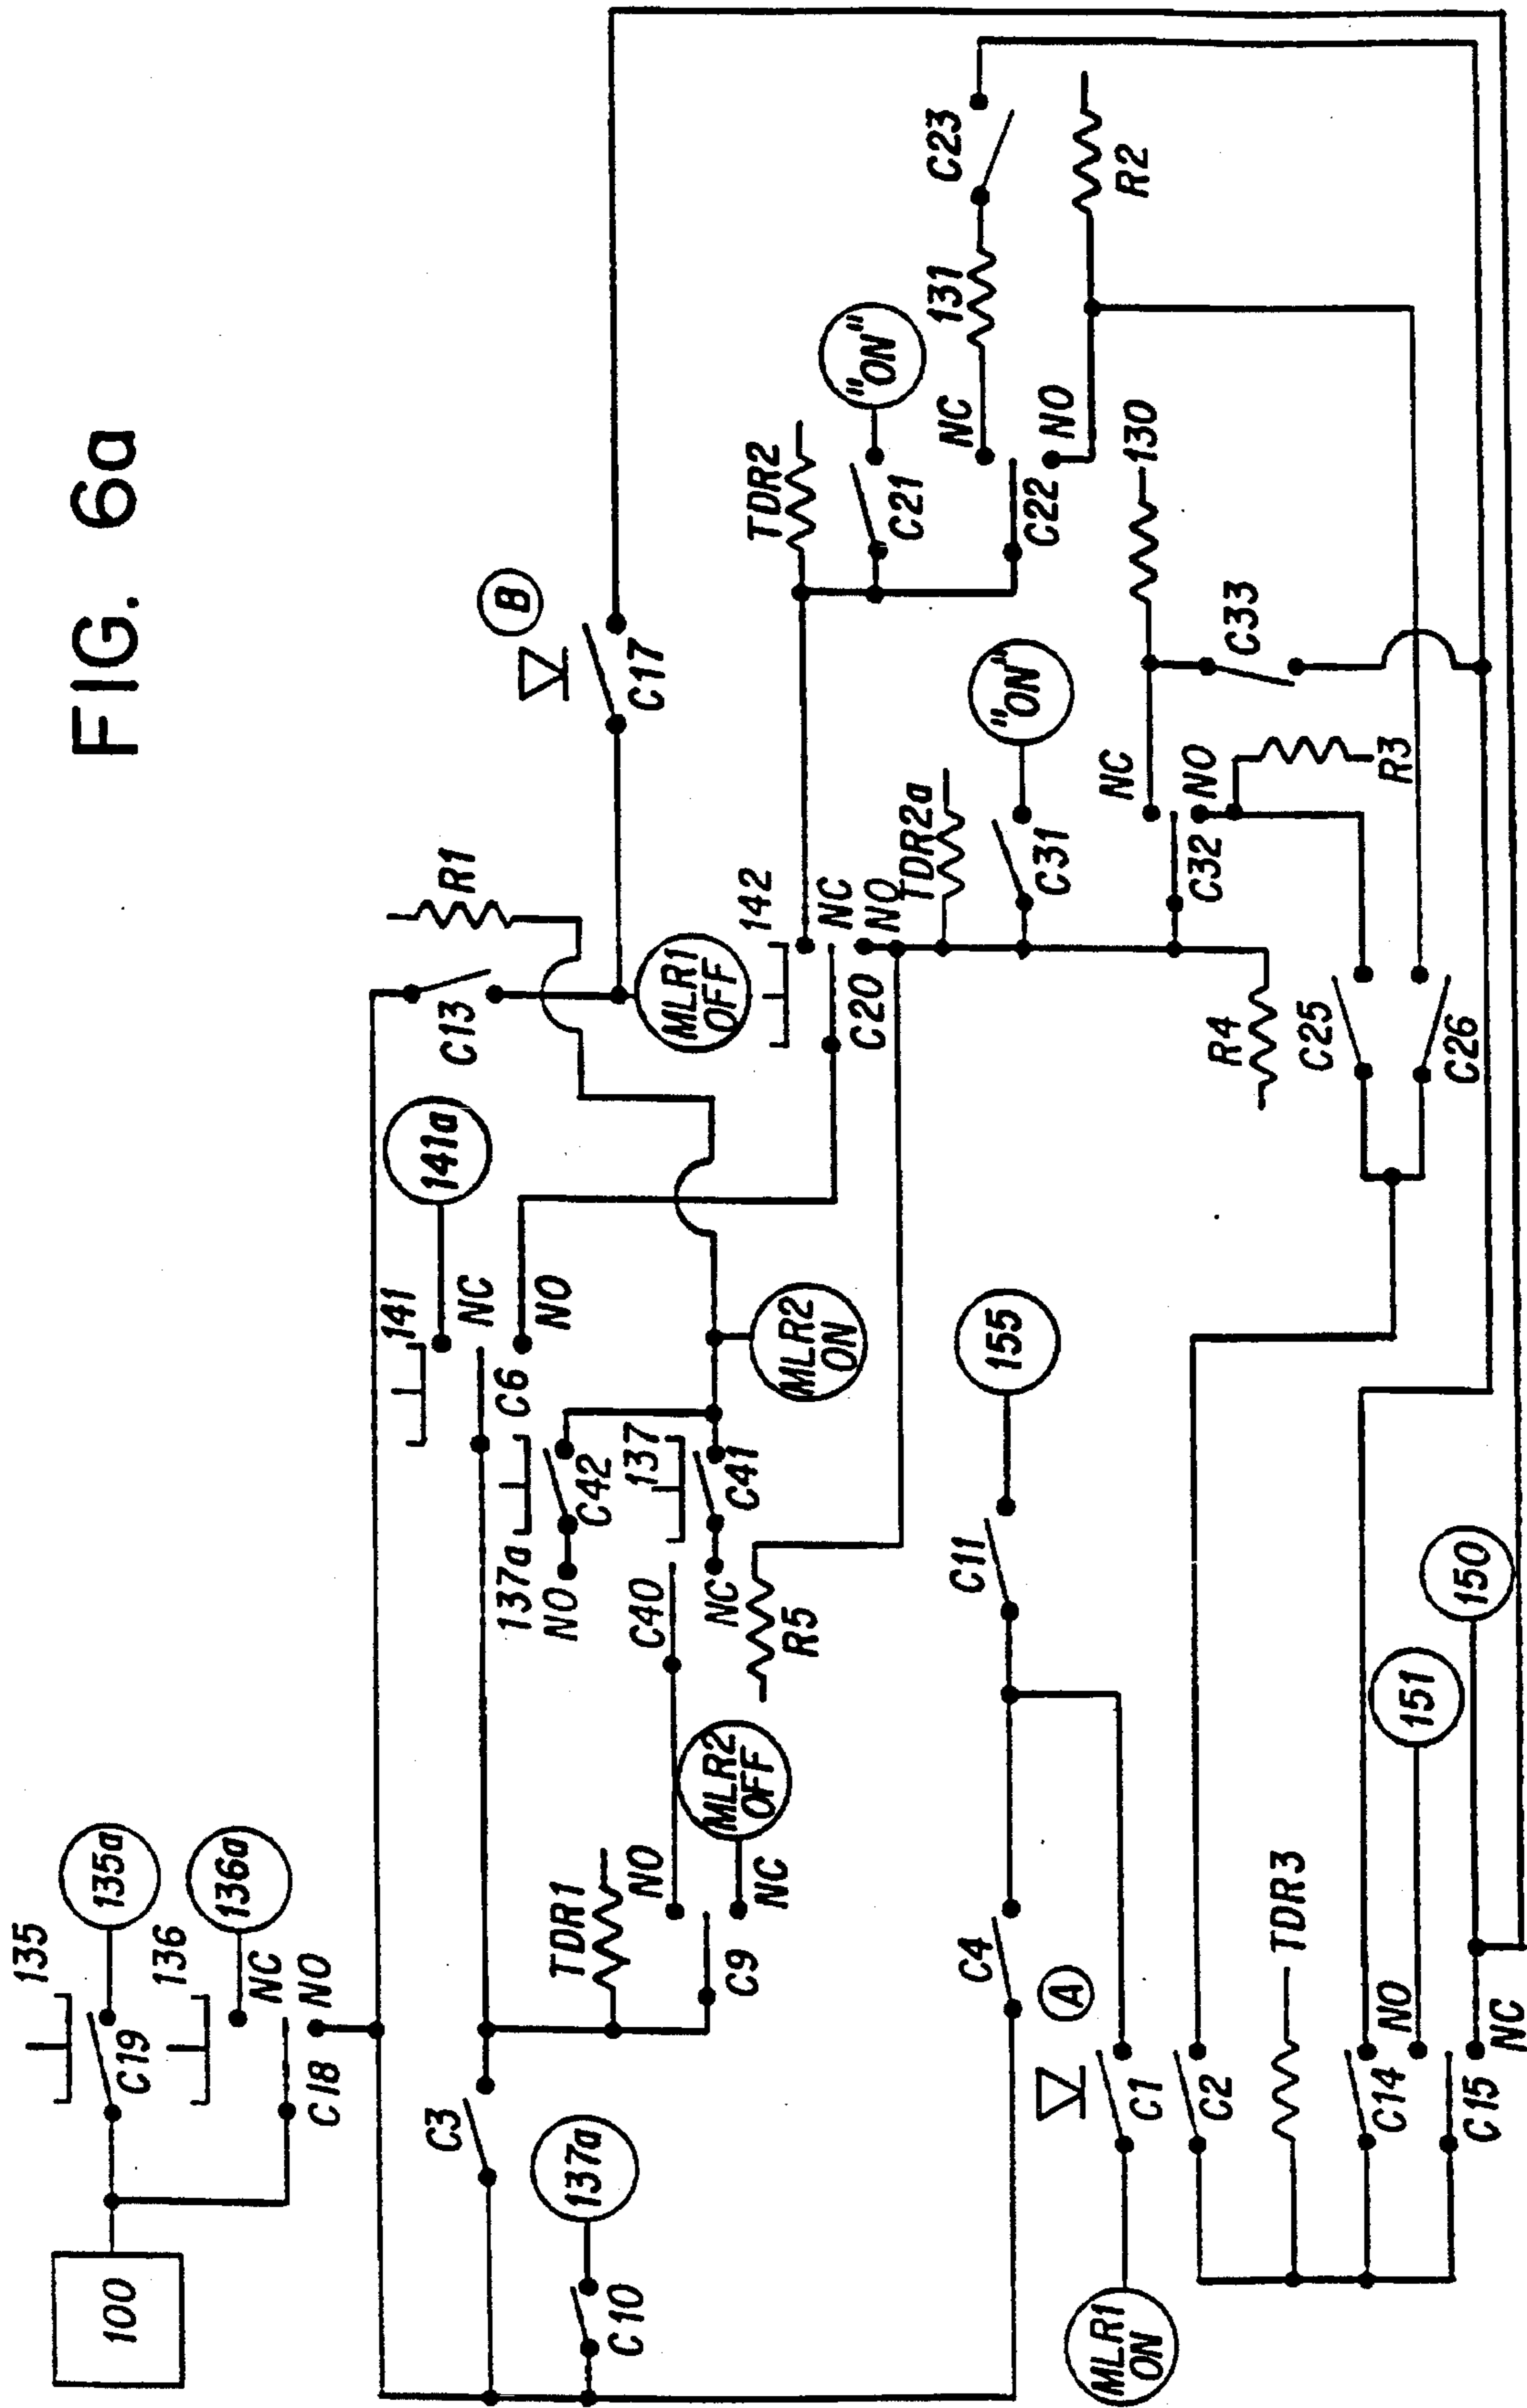 FIG. 6a
100
135
135a
C19
136
136a
NC
NO
C18
141
141a
NC
NO
C6
C13
R1
B
C17
C3
137a
C10
TDR1
NO
NC
C9
MLR2
OFF
137a
NO
C42
137
C40
NC
C41
R5
MLR2
ON
MLR1
OFF
142
NC
NO
C20
TDR2
"ON"
C21
NC
131
C23
C22
NO
R2
TDR2a
"ON"
C31
NC
130
C32
NO
C33
R3
R4
C25
C26
C4
C11
155
A
C1
MLR1
ON
C2
TDR3
C14
NO
151
C15
NC
150